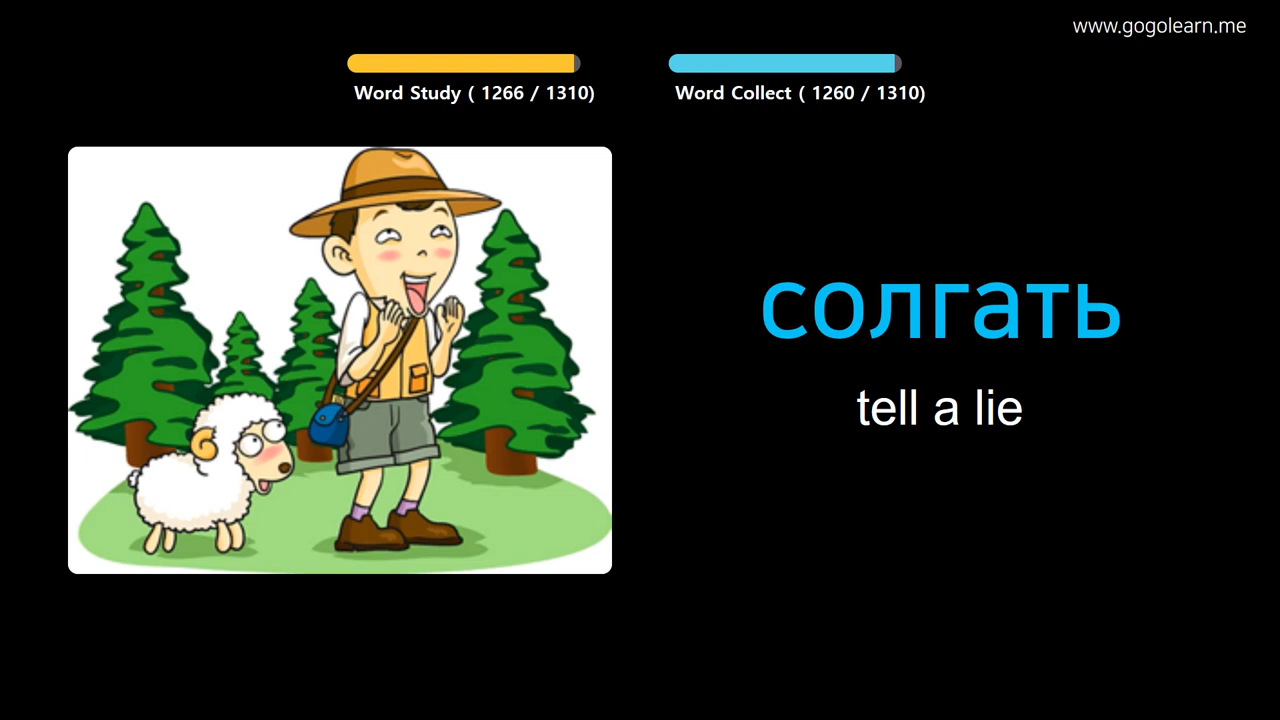 www.gogolearn.me
Word Study ( 1266 / 1310)
Word Collect ( 1260 / 1310)
солгать
tell a lie